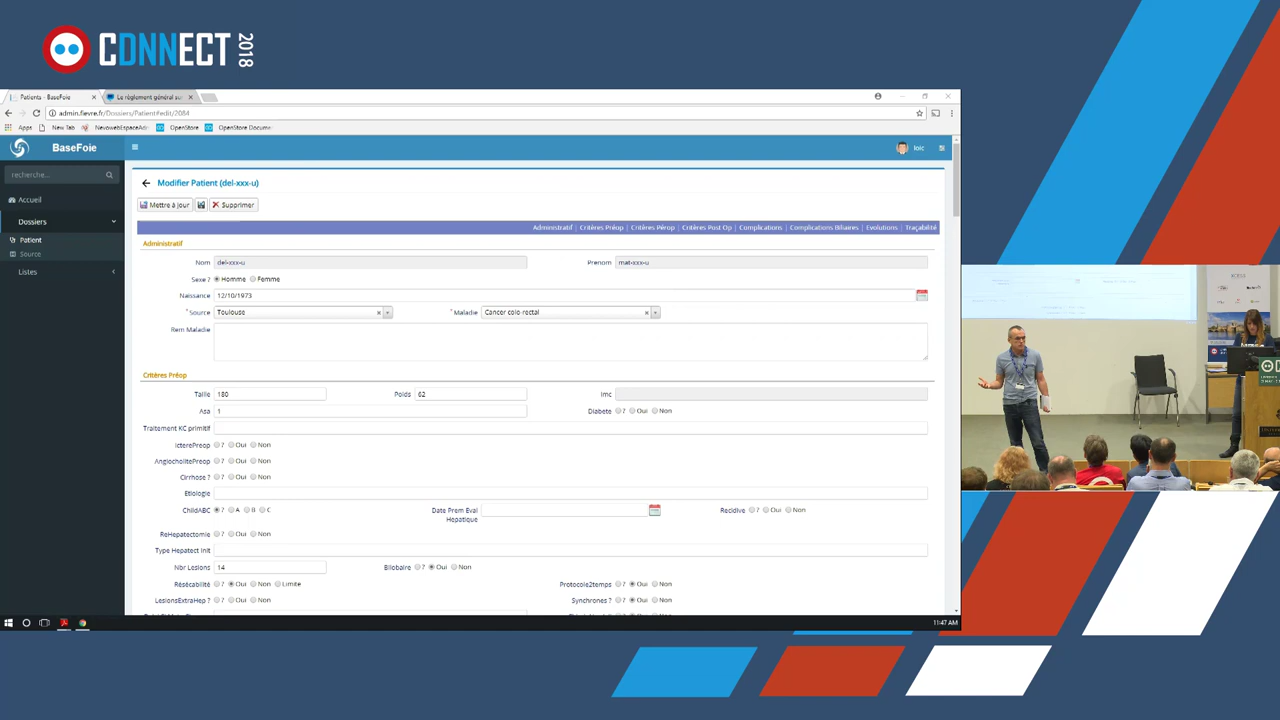 CDNNECT 2018
Patients - BaseFoie
Le règlement général su
admin.fievre.fr/Dossiers/Patient#edit/2084
Apps New Tab OpenStore OpenStore Docume
BaseFoie
loic
recherche...
Accueil
Dossiers
Patient
Source
Listes
Modifier Patient (del-xxx-u)
Mettre à jour Supprimer
Administratif Critères Préop Critères Pérop Critères Post Op Complications Complications Biliaires Evolutions Traçabilité
Administratif
Nom del-xxx-u Prenom mat-xxx-u
Sexe ? Homme Femme
Naissance 12/10/1973
* Source Toulouse * Maladie Cancer colo-rectal
Rem Maladie
Critères Préop
Taille 180 Poids 62 Imc
Asa 1 Diabete ? Oui Non
Traitement KC primitif
IcterePreop ? Oui Non
AngiocholitePreop ? Oui Non
Cirrhose ? ? Oui Non
Etiologie
ChildABC ? A B C Date Prem Eval Hepatique Recidive ? Oui Non
ReHepatectomie ? Oui Non
Type Hepatect Init
Nbr Lesions 14 Bilobaire ? Oui Non
Résécabilité ? Oui Non Limite Protocole2temps ? Oui Non
LesionsExtraHep ? ? Oui Non Synchrones ? ? Oui Non
11:47 AM